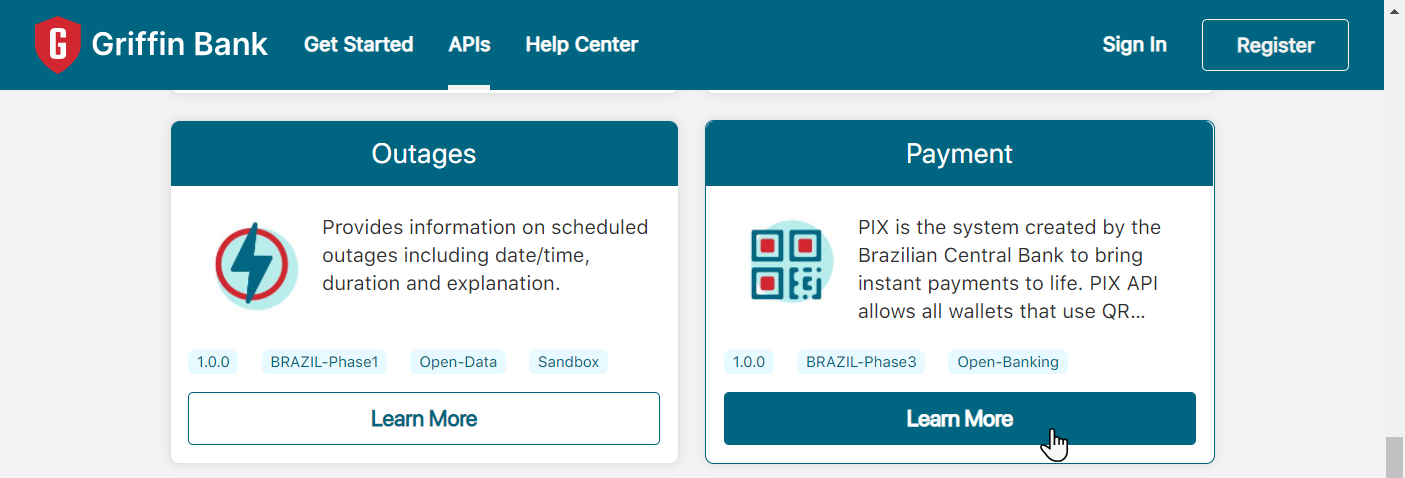 G Griffin Bank Get Started APIs Help Center Sign In Register
Outages
Provides information on scheduled
outages including date/time,
duration and explanation.
1.0.0 BRAZIL-Phase1 Open-Data Sandbox
Learn More
Payment
PIX is the system created by the
Brazilian Central Bank to bring
instant payments to life. PIX API
allows all wallets that use QR...
1.0.0 BRAZIL-Phase3 Open-Banking
Learn More